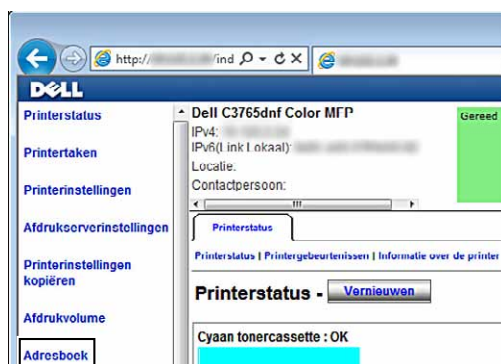 http:// /ind
DELL
Printerstatus
Printertaken
Printerinstellingen
Afdrukserverinstellingen
Printerinstellingen
kopiëren
Afdrukvolume
Adresboek
Dell C3765dnf Color MFP
IPv4:
IPv6(Link Lokaal):
Locatie:
Contactpersoon:
Gereed
Printerstatus
Printerstatus | Printergebeurtenissen | Informatie over de printer
Printerstatus - Vernieuwen
Cyaan tonercassette : OK